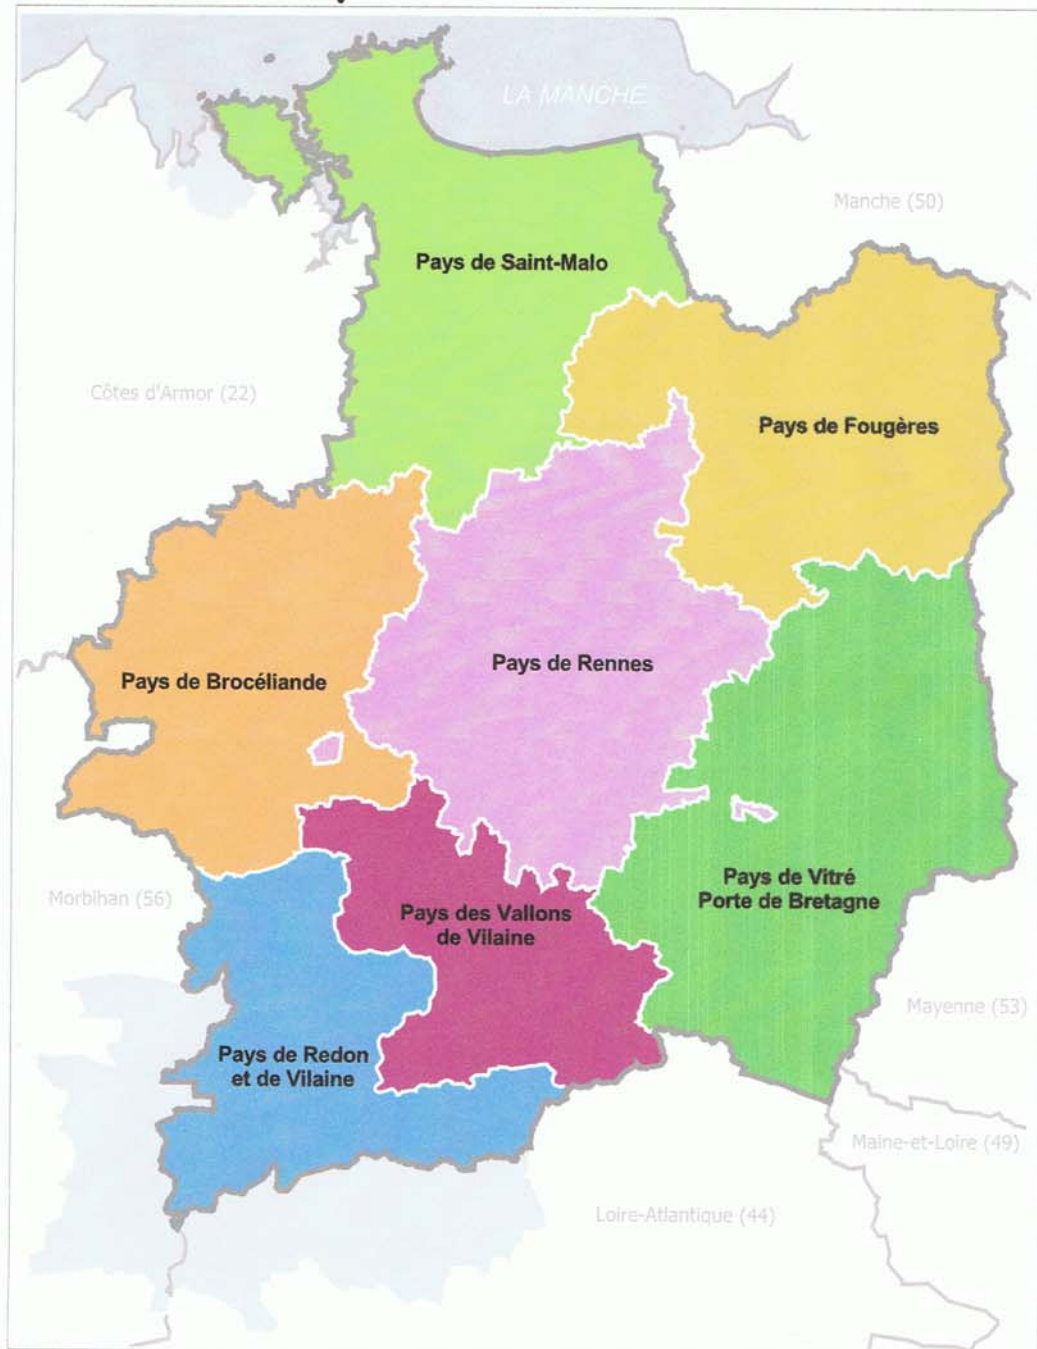 LA MANCHE
Manche (50)
Pays de Saint-Malo
Côtes d'Armor (22)
Pays de Fougères
Pays de Rennes
Pays de Brocéliande
Pays de Vitré
Porte de Bretagne
Morbihan (56)
Pays des Vallons
de Vilaine
Mayenne (53)
Pays de Redon
et de Vilaine
Maine-et-Loire (49)
Loire-Atlantique (44)